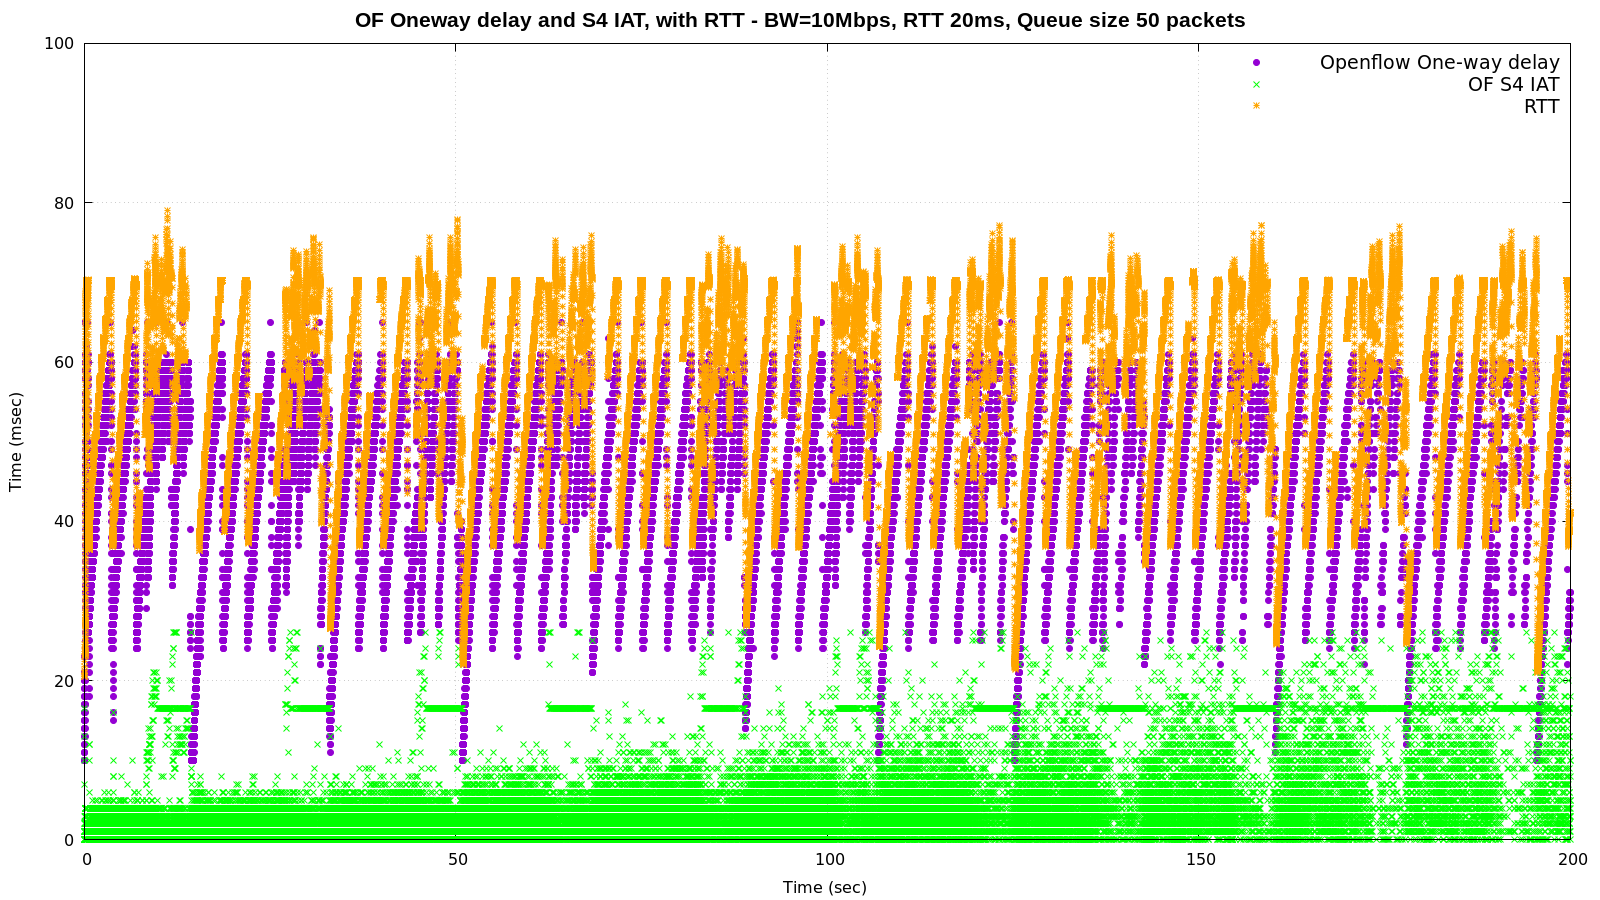 OF Oneway delay and S4 IAT, with RTT - BW=10Mbps, RTT 20ms, Queue size 50 packets
100
80
60
40
20
0
Time (msec)
Openflow One-way delay
OF S4 IAT
RTT
0 50 100 150 200
Time (sec)